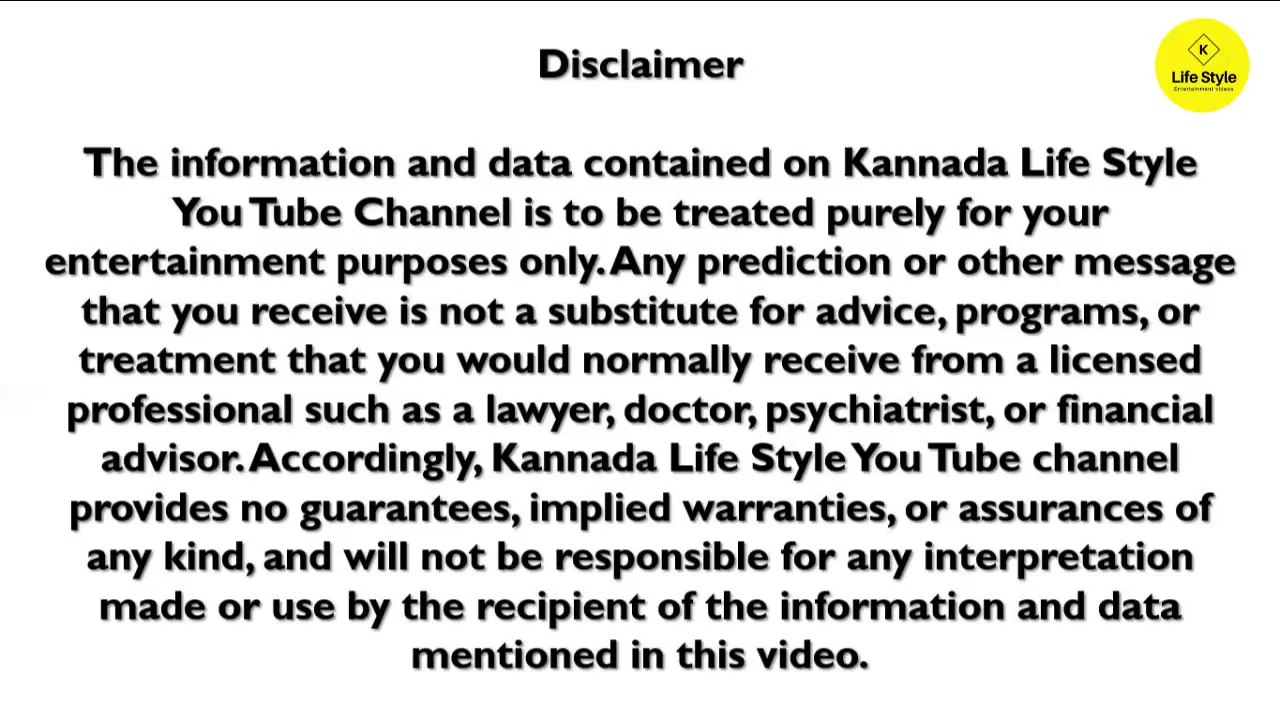 Disclaimer
K
Life Style
Entertainment videos
The information and data contained on Kannada Life Style
YouTube Channel is to be treated purely for your
entertainment purposes only. Any prediction or other message
that you receive is not a substitute for advice, programs, or
treatment that you would normally receive from a licensed
professional such as a lawyer, doctor, psychiatrist, or financial
advisor. Accordingly, Kannada Life Style YouTube channel
provides no guarantees, implied warranties, or assurances of
any kind, and will not be responsible for any interpretation
made or use by the recipient of the information and data
mentioned in this video.